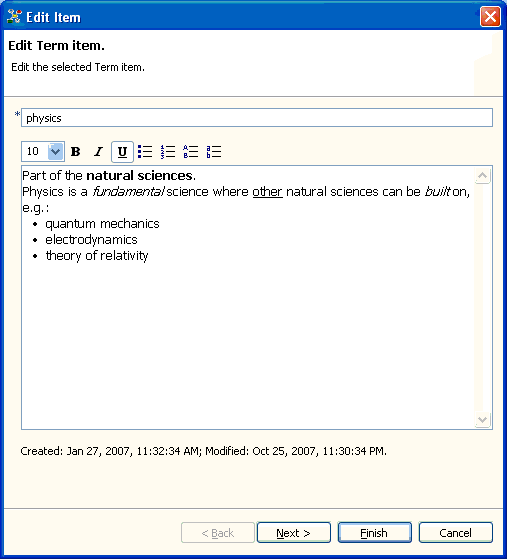 Edit Item
Edit Term item.
Edit the selected Term item.
*
physics
10 B I U
Part of the natural sciences.
Physics is a fundamental science where other natural sciences can be built on,
e.g.:
• quantum mechanics
• electrodynamics
• theory of relativity
Created: Jan 27, 2007, 11:32:34 AM; Modified: Oct 25, 2007, 11:30:34 PM.
< Back Next > Finish Cancel